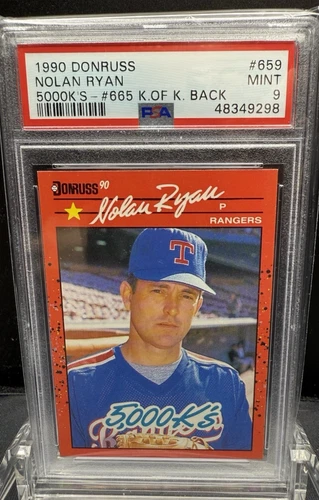 1990 DONRUSS #659
NOLAN RYAN MINT
5000K'S - #665 K.OF K. BACK 9
PSA 48349298
DONRUSS 90
Nolan Ryan P
RANGERS
T
5,000 K's